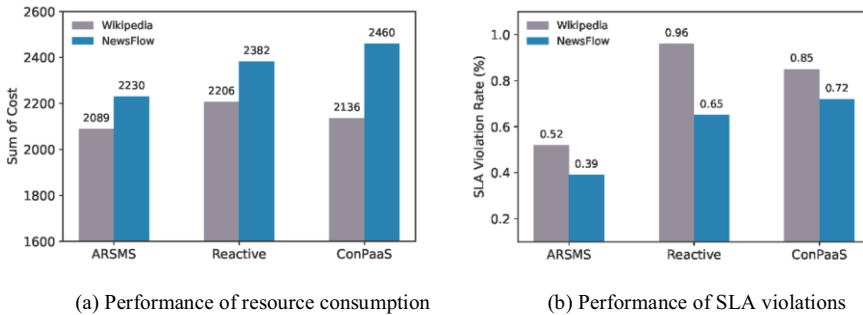 2600
2400
2200
2000
1800
1600
Sum of Cost
Wikipedia
NewsFlow
2089
2230
2206
2382
2136
2460
ARSMS
Reactive
ConPaaS
(a) Performance of resource consumption
1.0
0.8
0.6
0.4
0.2
SLA Violation Rate (%)
Wikipedia
NewsFlow
0.52
0.39
0.96
0.65
0.85
0.72
ARSMS
Reactive
ConPaaS
(b) Performance of SLA violations